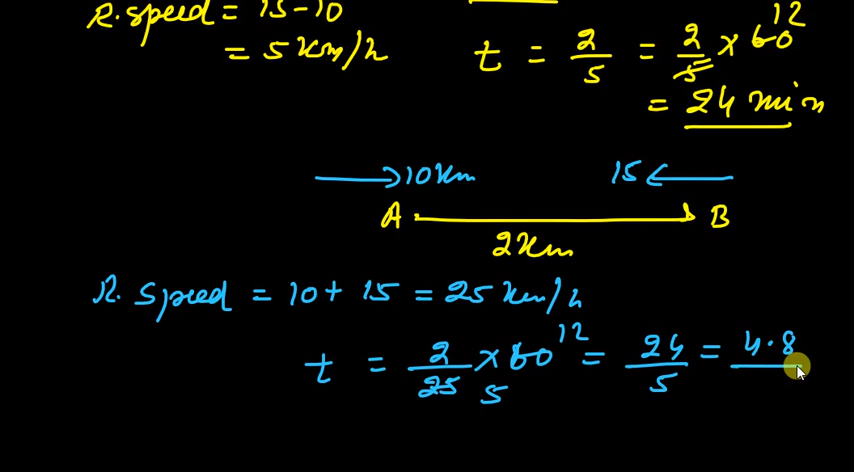 R. speed = 15 - 10
= 5 km/h
t = 2/5 = 2/5 × 60 12
= 24 min
10 km 15
A B
2 km
R. Speed = 10 + 15 = 25 km/h
t = 2/25 5 × 60 12 = 24/5 = 4.8